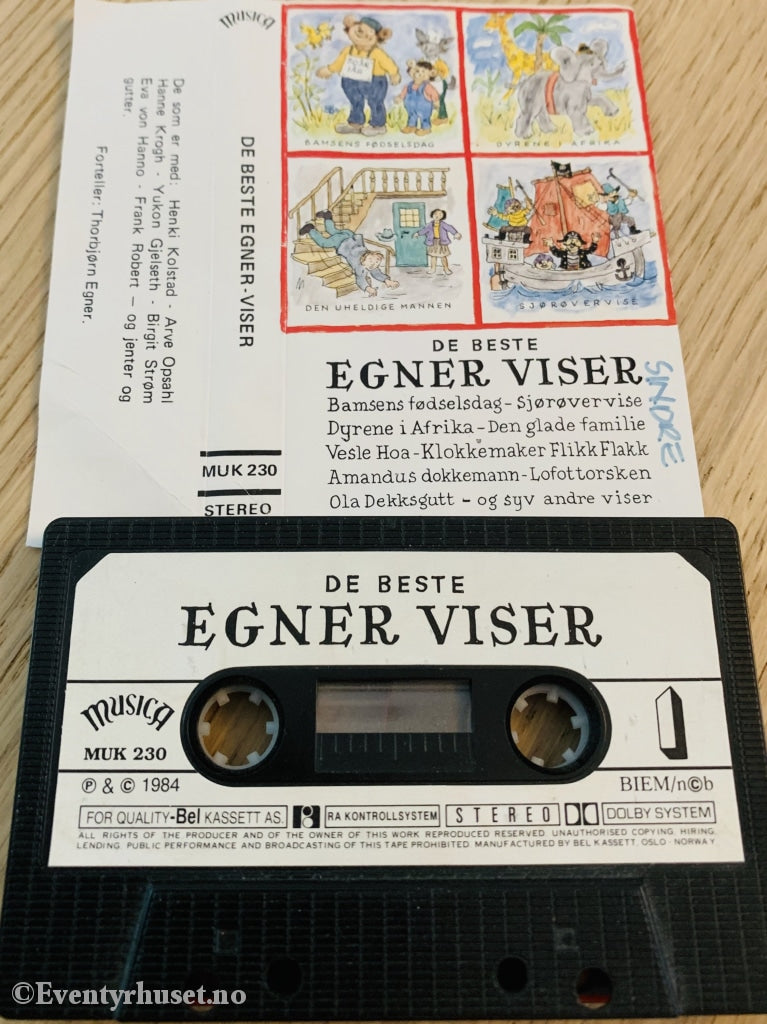 MUSICA
De som er med: Henki Kolstad - Arve Opsahl
Hanne Krogh - Yukon Gjelseth - Birgit Strøm
Eva von Hanno - Frank Robert — og jenter og
gutter.
Forteller: Thorbjørn Egner.
DE BESTE EGNER-VISER
MUK 230
STEREO
BAMSENS FØDSELSDAG
DYRENE I AFRIKA
DEN UHELDIGE MANNEN
SJØRØVERVISE
DE BESTE
EGNER VISER
SINDRE
Bamsens fødselsdag - Sjørøvervise
Dyrene i Afrika - Den glade familie
Vesle Hoa - Klokkemaker FlikkFlakk
Amandus dokkemann - Lofottorsken
Ola Dekksgutt - og syv andre viser
DE BESTE
EGNER VISER
MUSICA
MUK 230
1
℗ & © 1984
BIEM/n©b
FOR QUALITY-Bel KASSETT AS.
RA KONTROLLSYSTEM
STEREO
DOLBY SYSTEM
ALL RIGHTS OF THE PRODUCER AND OF THE OWNER OF THIS WORK REPRODUCED RESERVED. UNAUTHORISED COPYING, HIRING,
LENDING, PUBLIC PERFORMANCE AND BROADCASTING OF THIS TAPE PROHIBITED. MANUFACTURED BY BEL KASSETT, OSLO - NORWAY
©Eventyrhuset.no